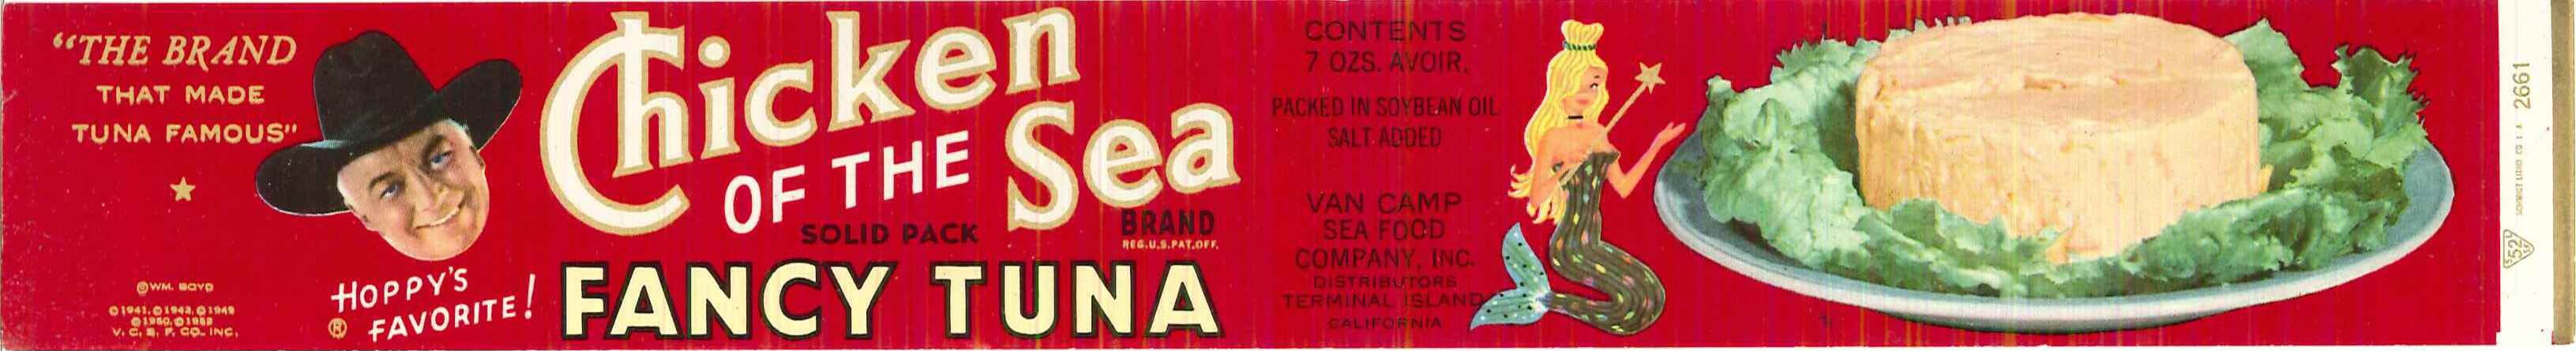 "THE BRAND
THAT MADE
TUNA FAMOUS"
©WM. BOYD
©1941, ©1942, ©1949
©1950, ©1952
V. C. S. F. CO., INC.
HOPPY'S
® FAVORITE!
Chicken
OF THE Sea
BRAND
REG. U.S. PAT. OFF.
SOLID PACK
FANCY TUNA
CONTENTS
7 OZS. AVOIR.
PACKED IN SOYBEAN OIL
SALT ADDED
VAN CAMP
SEA FOOD
COMPANY, INC.
DISTRIBUTORS
TERMINAL ISLAND
CALIFORNIA
2661
52